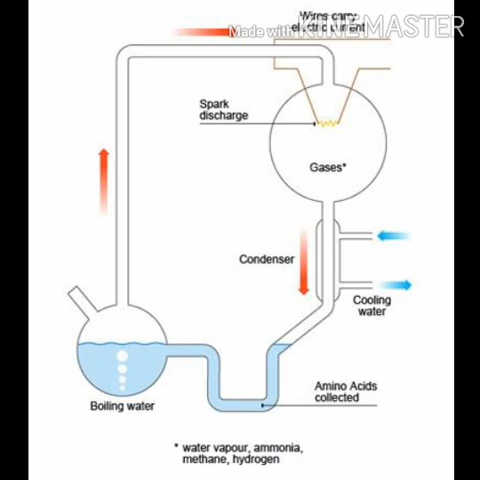 Wires carry
electric current
Made with KINEMASTER
Spark
discharge
Gases*
Condenser
Cooling
water
Amino Acids
collected
Boiling water
* water vapour, ammonia,
methane, hydrogen